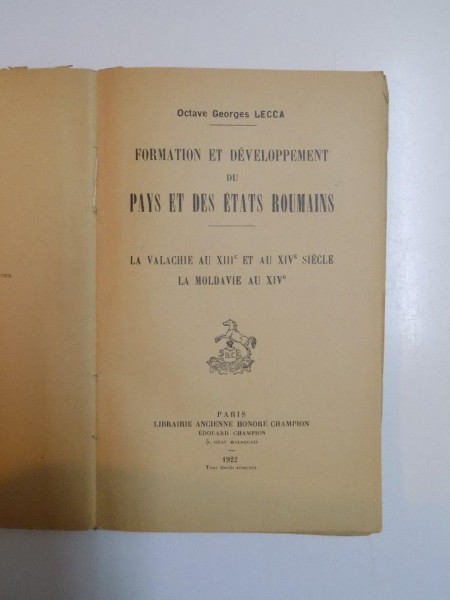 Octave Georges LECCA
FORMATION ET DÉVELOPPEMENT
DU
PAYS ET DES ÉTATS ROUMAINS
LA VALACHIE AU XIIIe ET AU XIVe SIÈCLE
LA MOLDAVIE AU XIVe
PARIS
LIBRAIRIE ANCIENNE HONORÉ CHAMPION
ÉDOUARD CHAMPION
5, QUAI MALAQUAIS
1922
Tous droits réservés